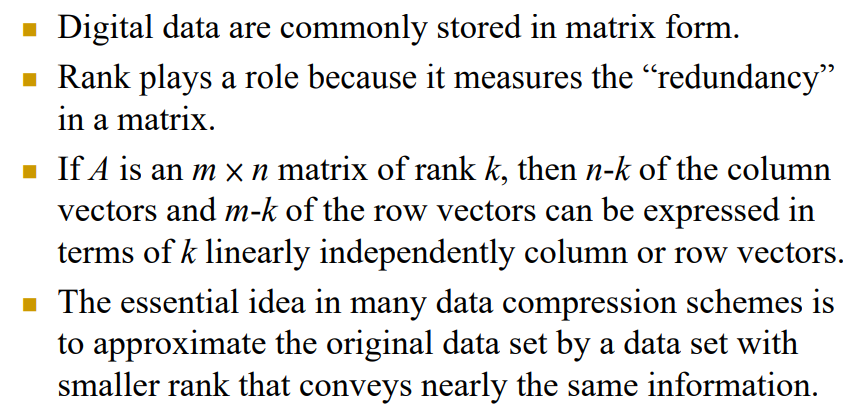 ▪ Digital data are commonly stored in matrix form.
▪ Rank plays a role because it measures the “redundancy”
in a matrix.
▪ If A is an m × n matrix of rank k, then n-k of the column
vectors and m-k of the row vectors can be expressed in
terms of k linearly independently column or row vectors.
▪ The essential idea in many data compression schemes is
to approximate the original data set by a data set with
smaller rank that conveys nearly the same information.